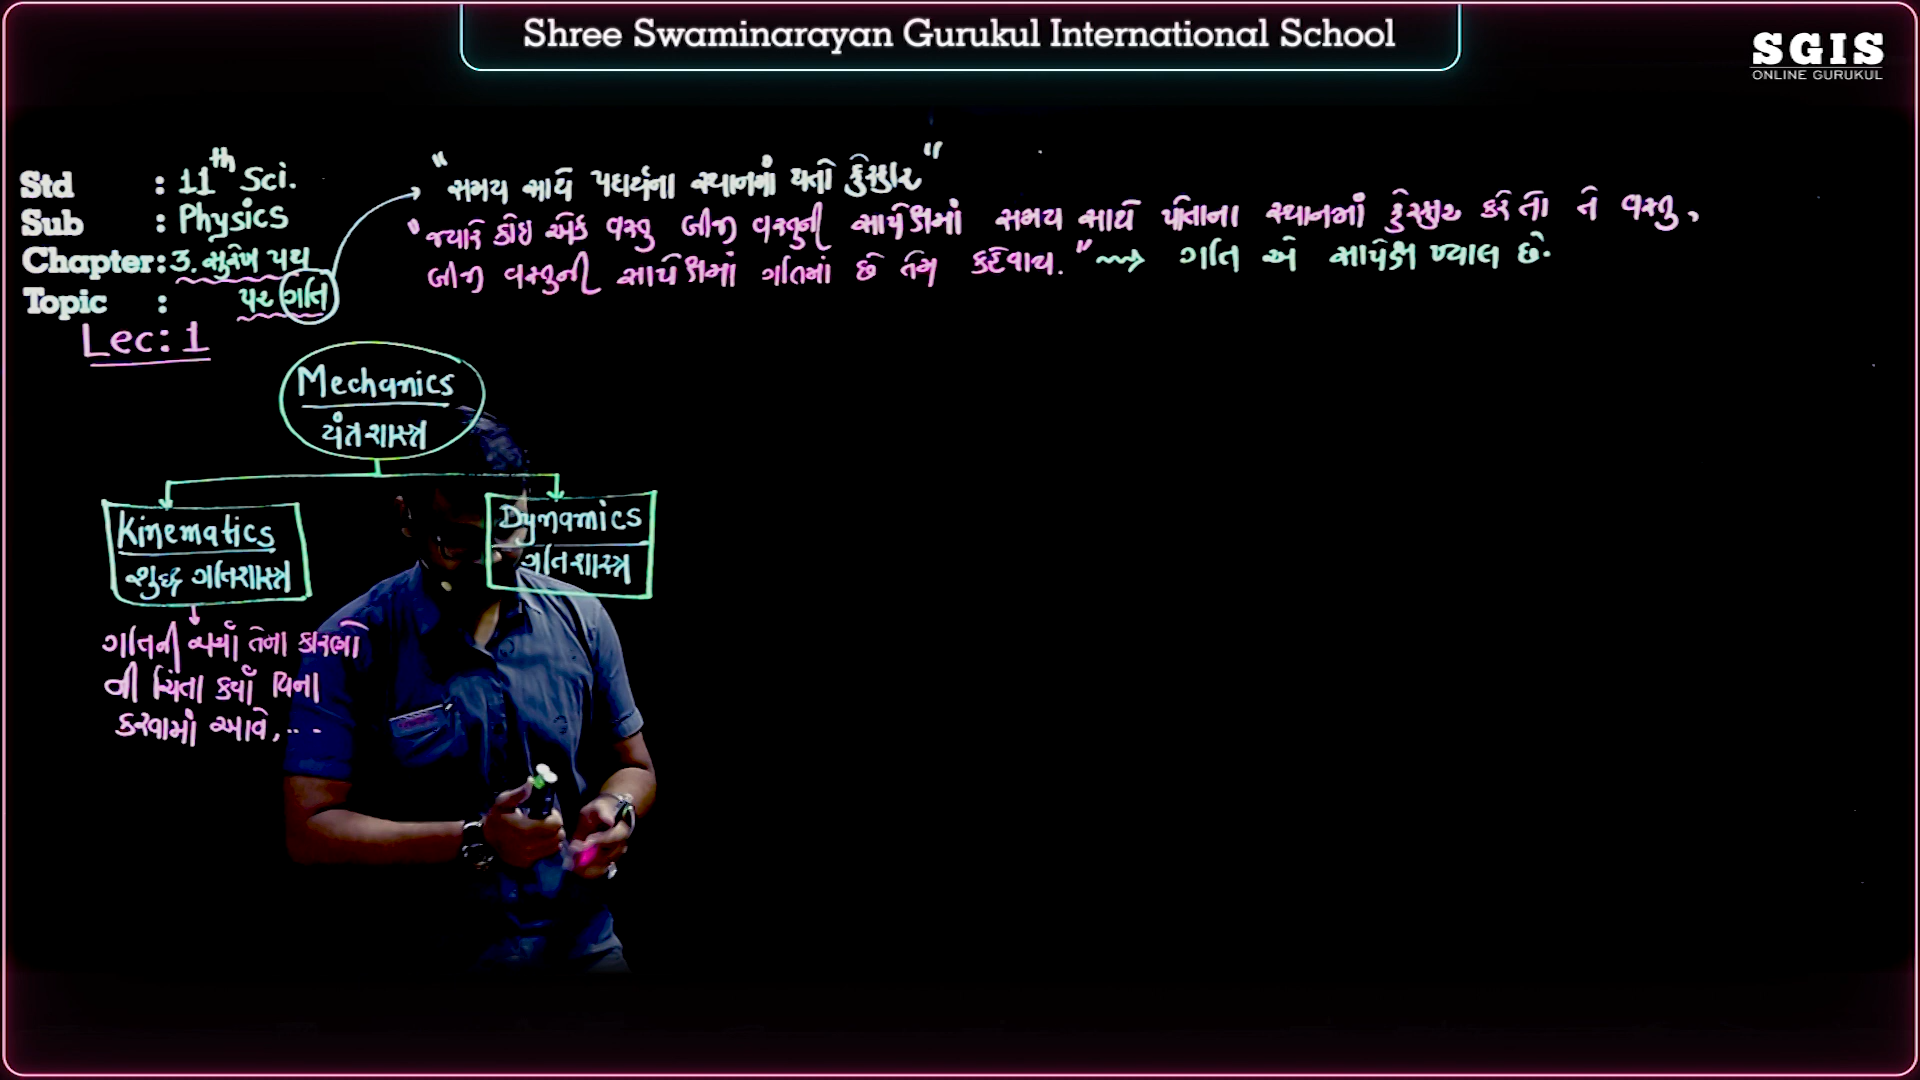 Shree Swaminarayan Gurukul International School
SGIS
ONLINE GURUKUL
Std : 11th Sci.
Sub : Physics
Chapter: 3. સુરેખ પથ
Topic : પર ગતિ
Lec: 1
"સમય સાથે પદાર્થના સ્થાનમાં થતો ફેરફાર"
"જ્યારે કોઇ એક વસ્તુ બીજી વસ્તુની સાપેક્ષમાં સમય સાથે પોતાના સ્થાનમાં ફેરફાર કરે તો તે વસ્તુ,
બીજી વસ્તુની સાપેક્ષમાં ગતિમાં છે તેમ કહેવાય." ⇝ ગતિ એ સાપેક્ષ ખ્યાલ છે.
Mechanics
યંત્રશાસ્ત્ર
Kinematics
શુદ્ધ ગતિશાસ્ત્ર
Dynamics
ગતિશાસ્ત્ર
ગતિની ચર્ચા તેના કારણો
ની ચિંતા કર્યા વિના
કરવામાં આવે,...